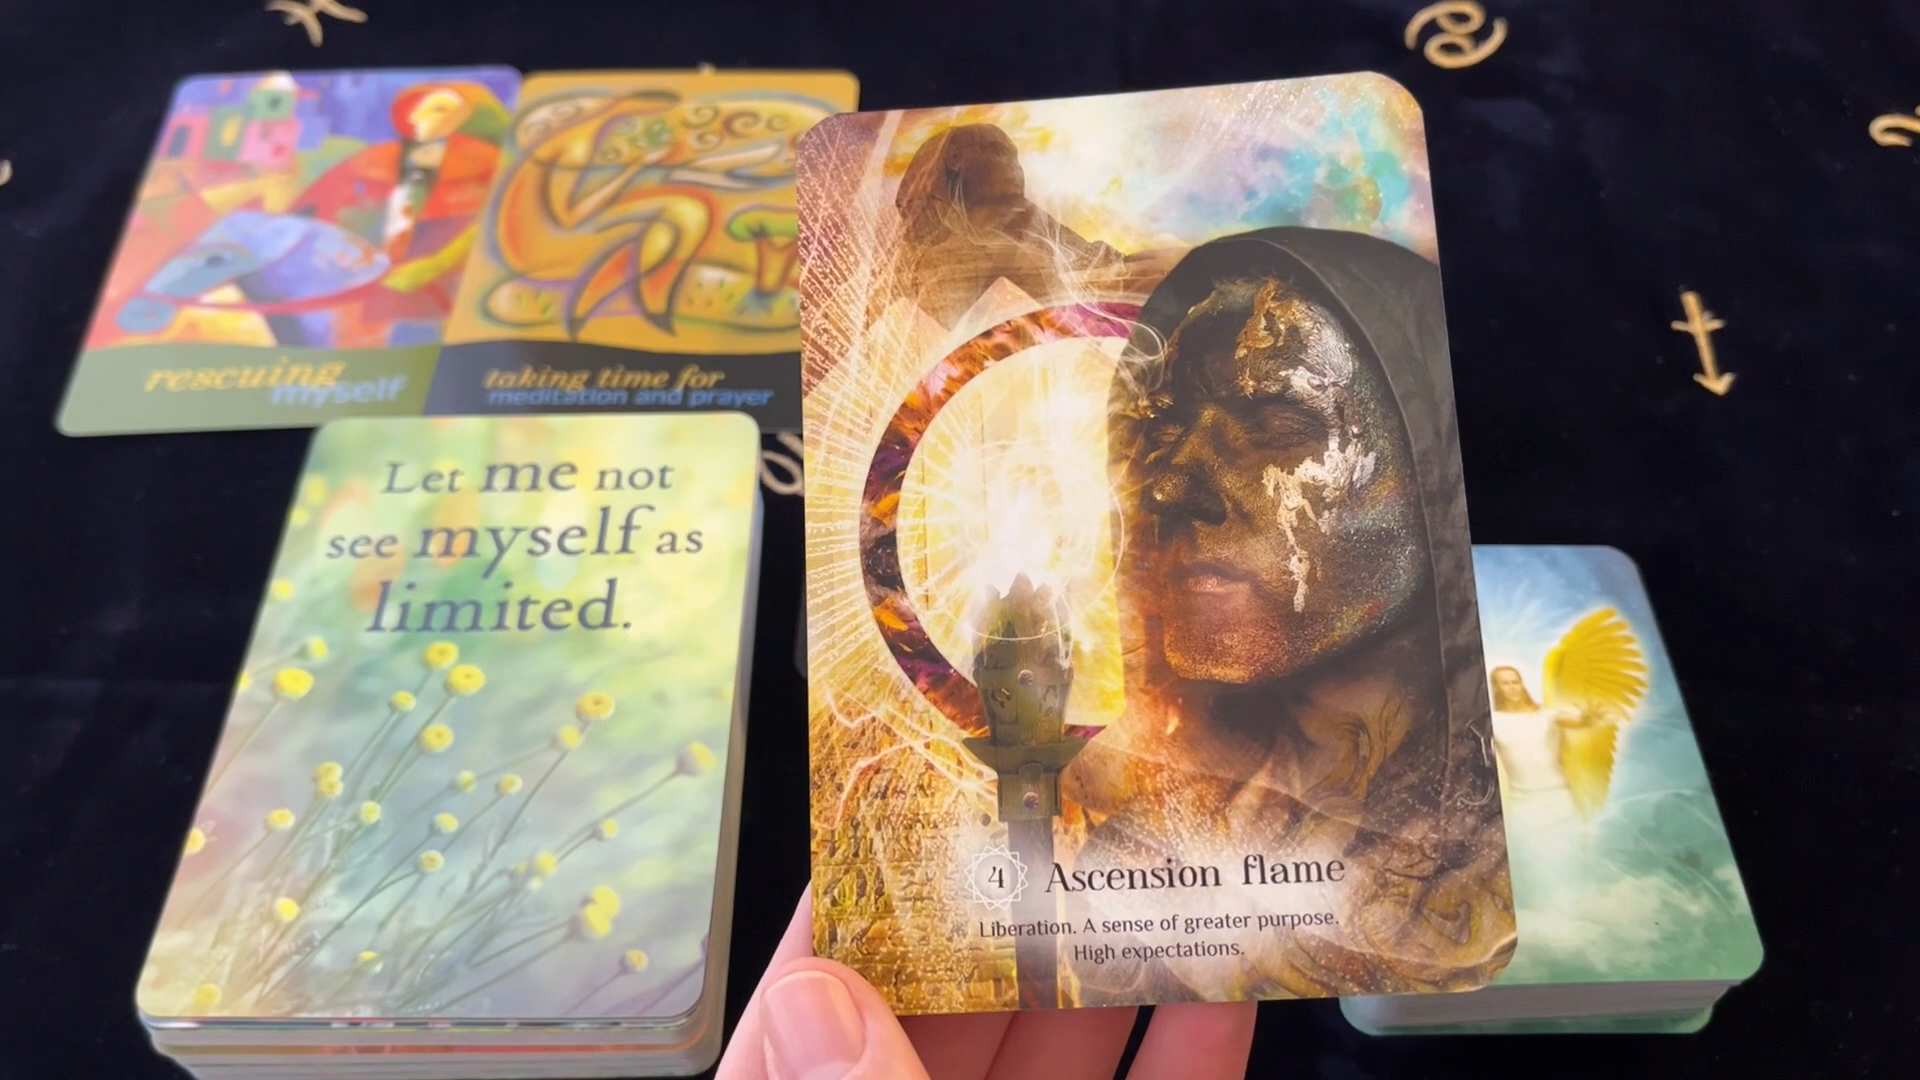 rescuing
myself
taking time for
meditation and prayer
Let me not
see myself as
limited.
4 Ascension flame
Liberation. A sense of greater purpose.
High expectations.